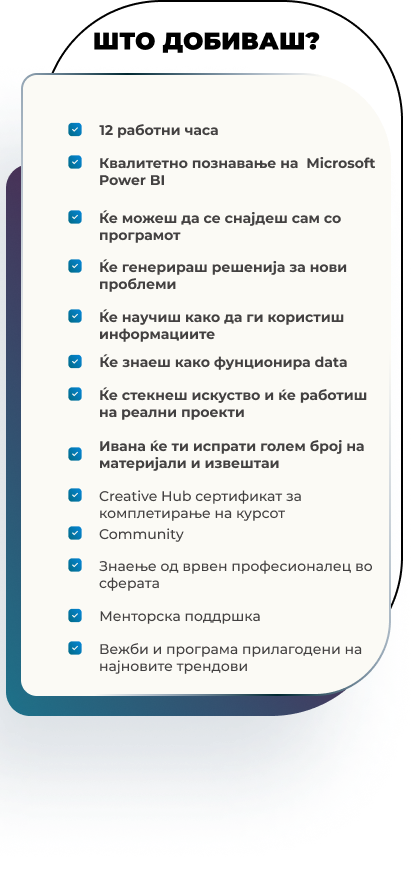 ШТО ДОБИВАШ?
12 работни часа
Квалитетно познавање на Microsoft
Power BI
Ќе можеш да се снајдеш сам со
програмот
Ќе генерираш решенија за нови
проблеми
Ќе научиш како да ги користиш
информациите
Ќе знаеш како фунционира data
Ќе стекнеш искуство и ќе работиш
на реални проекти
Ивана ќе ти испрати голем број на
материјали и извештаи
Creative Hub сертификат за
комплетирање на курсот
Community
Знаење од врвен професионалец во
сферата
Менторска поддршка
Вежби и програма прилагодени на
најновите трендови